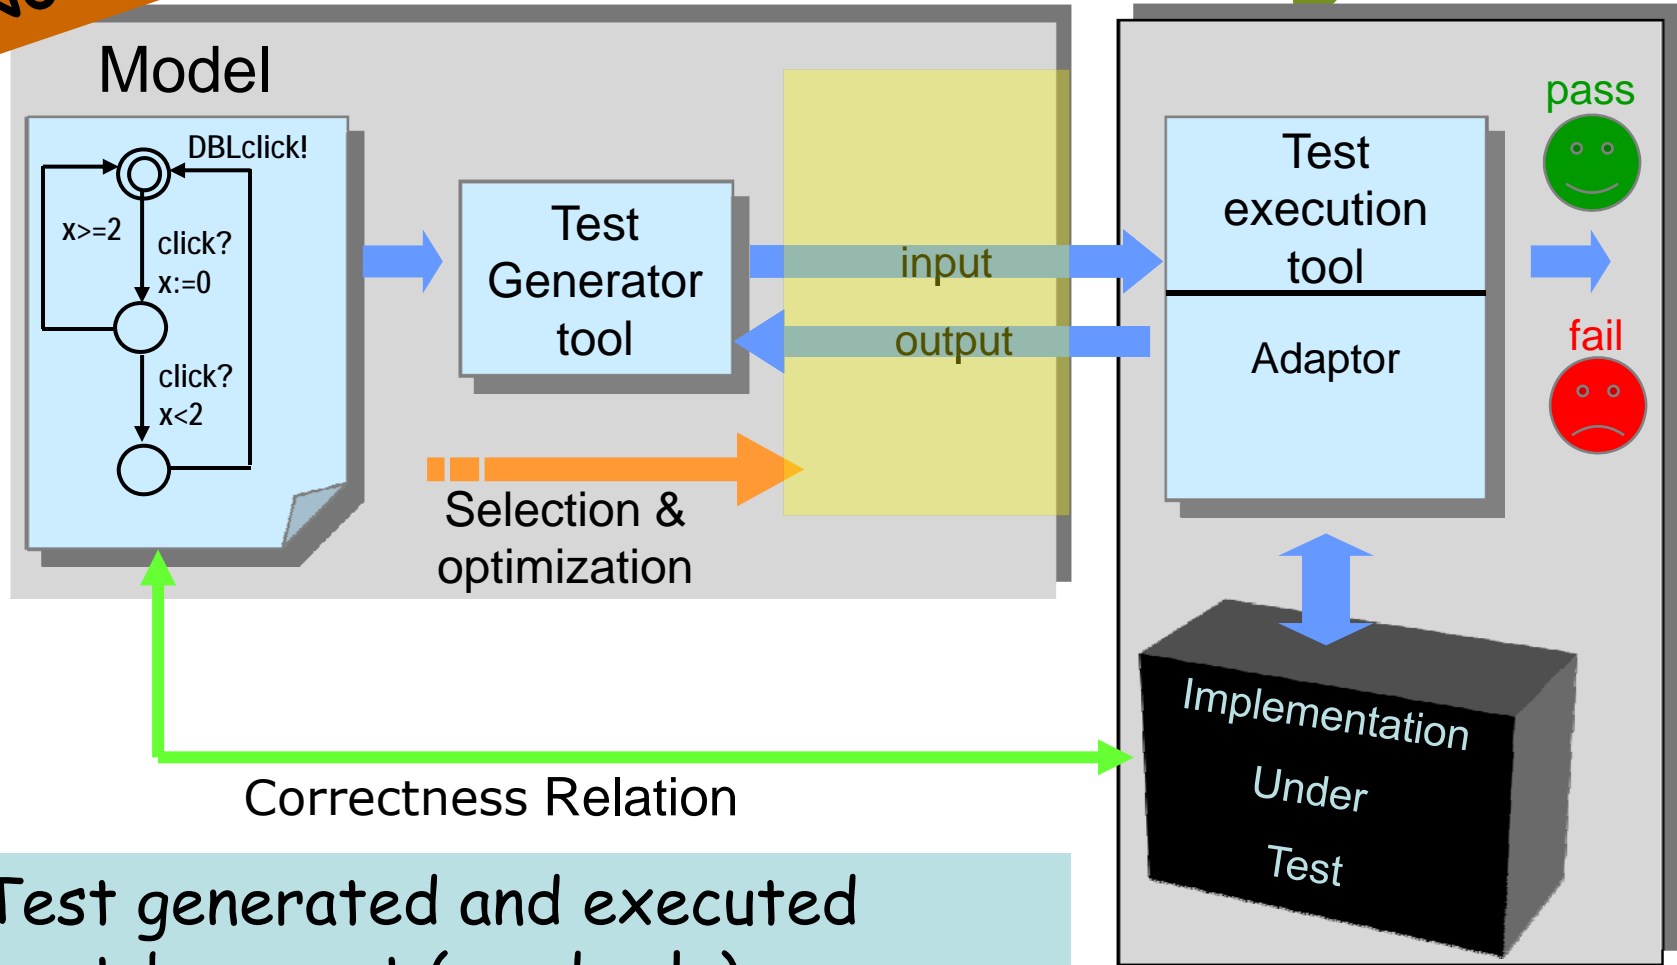 Model
DBLclick!
x>=2
click?
x:=0
click?
x<2
Test
Generator
tool
input
output
Selection &
optimization
Test
execution
tool
Adaptor
pass
fail
Implementation
Under
Test
Correctness Relation
Test generated and executed